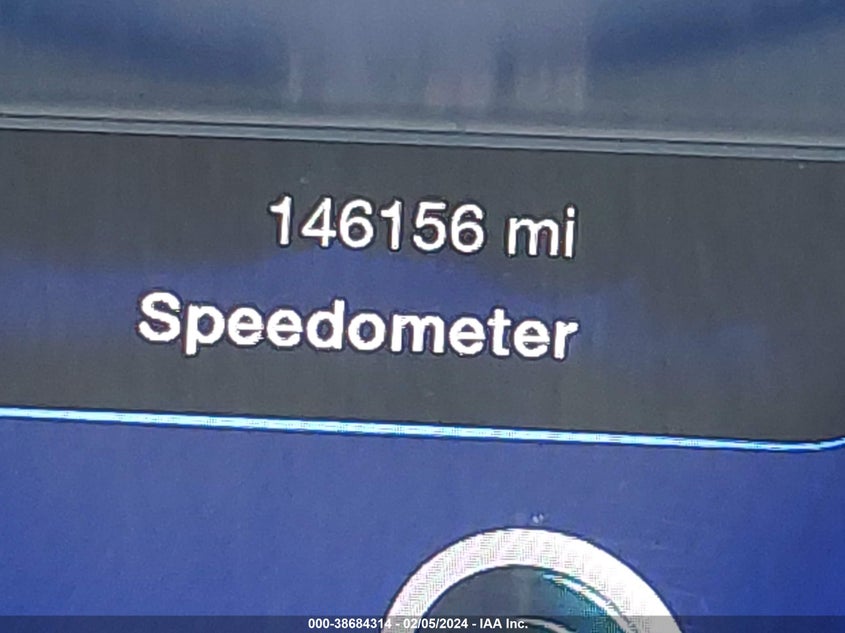 146156 mi
Speedometer
000-38684314 - 02/05/2024 - IAA Inc.